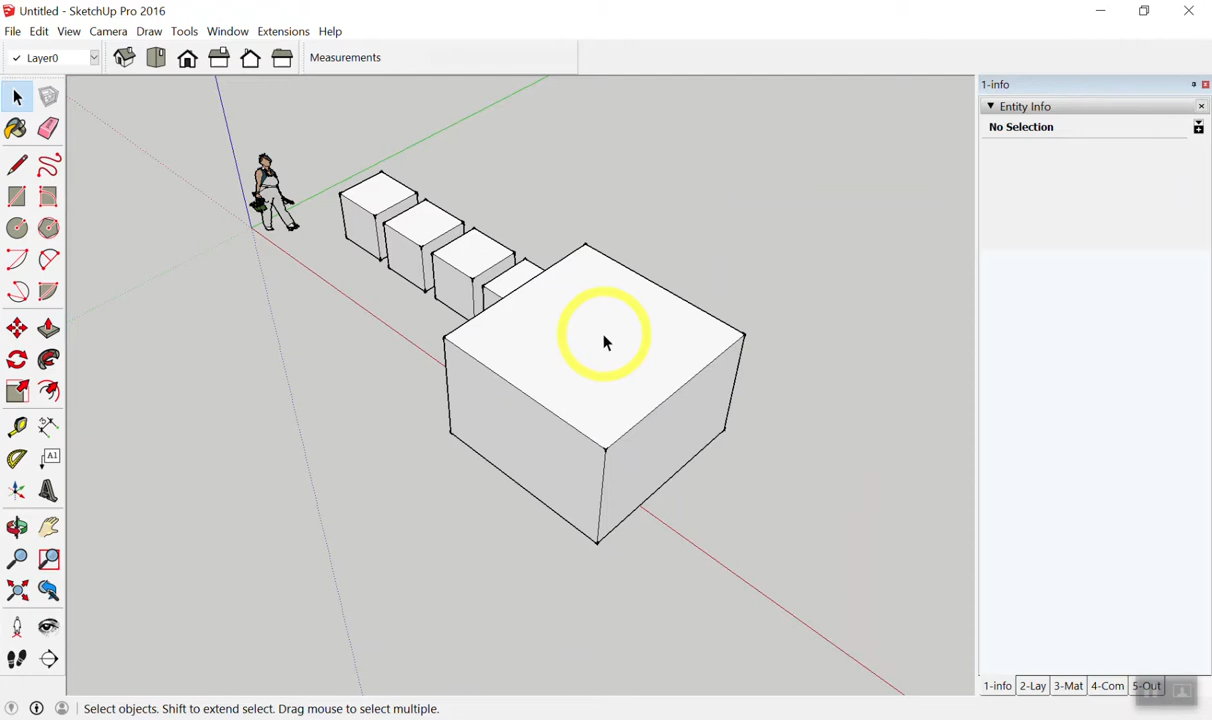 Untitled - SketchUp Pro 2016
File Edit View Camera Draw Tools Window Extensions Help
Layer0 Measurements
1-info
Entity Info
No Selection
A1
1-info 2-Lay 3-Mat 4-Com 5-Out
Select objects. Shift to extend select. Drag mouse to select multiple.